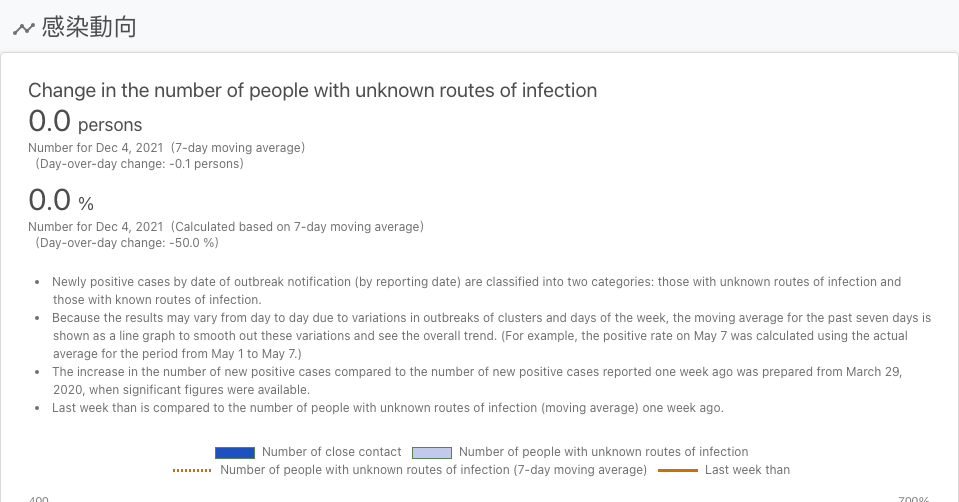 感染動向
Change in the number of people with unknown routes of infection
0.0 persons
Number for Dec 4, 2021 (7-day moving average)
(Day-over-day change: -0.1 persons)
0.0 %
Number for Dec 4, 2021 (Calculated based on 7-day moving average)
(Day-over-day change: -50.0 %)
• Newly positive cases by date of outbreak notification (by reporting date) are classified into two categories: those with unknown routes of infection and
those with known routes of infection.
• Because the results may vary from day to day due to variations in outbreaks of clusters and days of the week, the moving average for the past seven days is
shown as a line graph to smooth out these variations and see the overall trend. (For example, the positive rate on May 7 was calculated using the actual
average for the period from May 1 to May 7.)
• The increase in the number of new positive cases compared to the number of new positive cases reported one week ago was prepared from March 29,
2020, when significant figures were available.
• Last week than is compared to the number of people with unknown routes of infection (moving average) one week ago.
Number of close contact Number of people with unknown routes of infection
Number of people with unknown routes of infection (7-day moving average) Last week than
400 700%